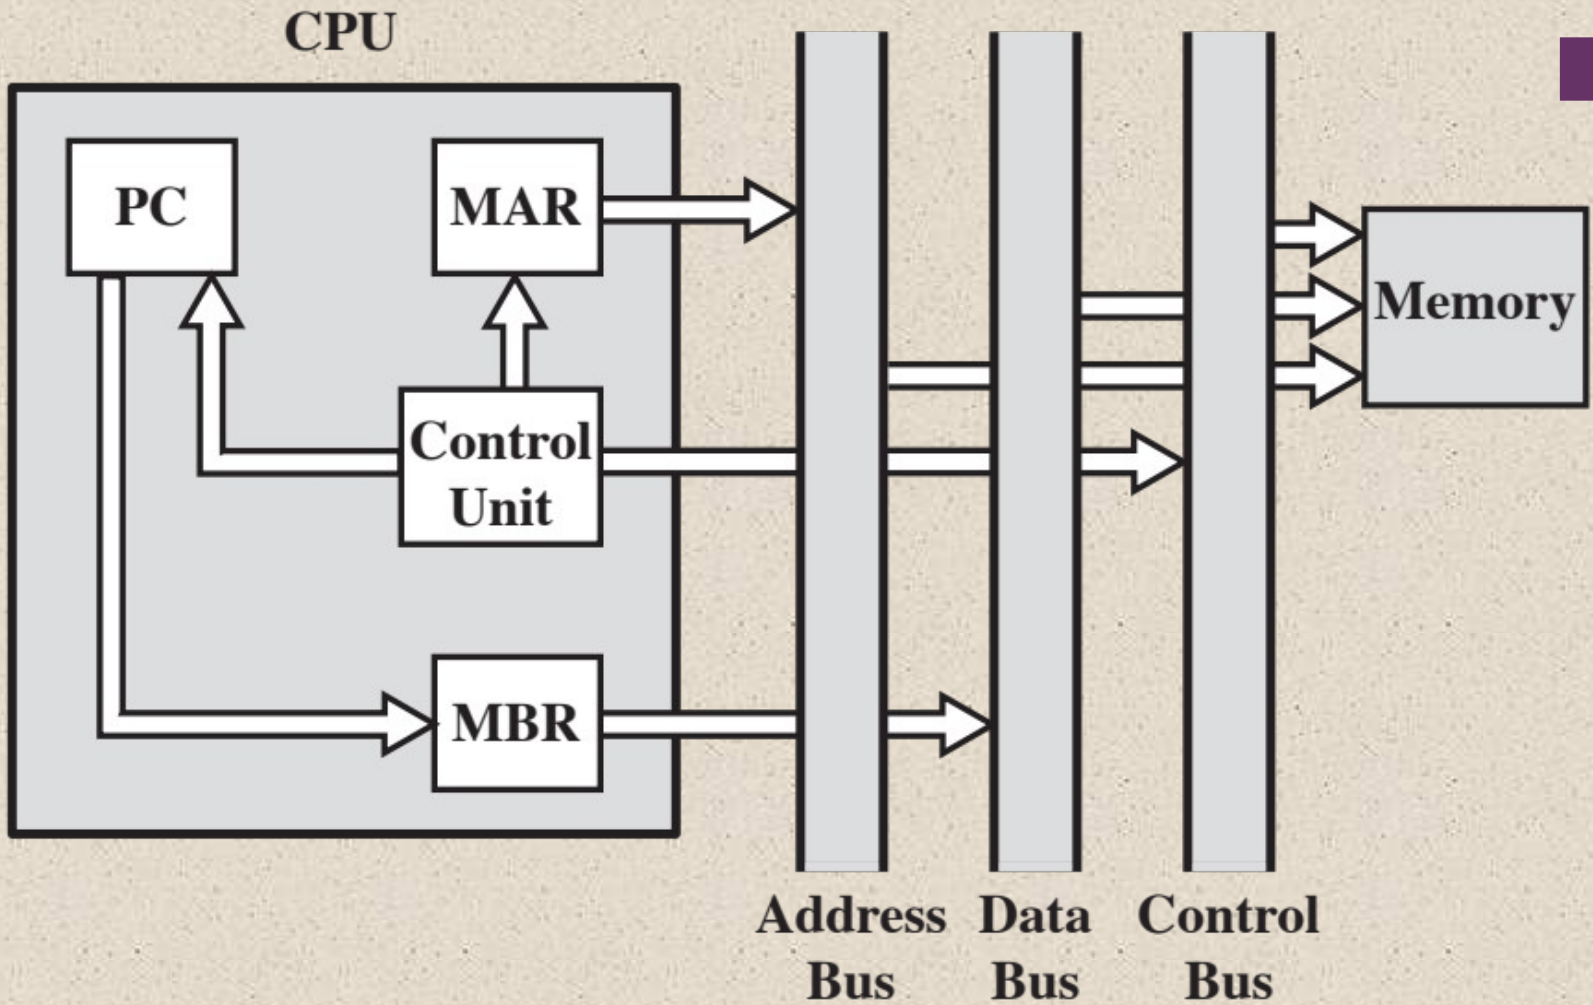 CPU
PC
MAR
Memory
Control
Unit
MBR
Address
Bus
Data
Bus
Control
Bus